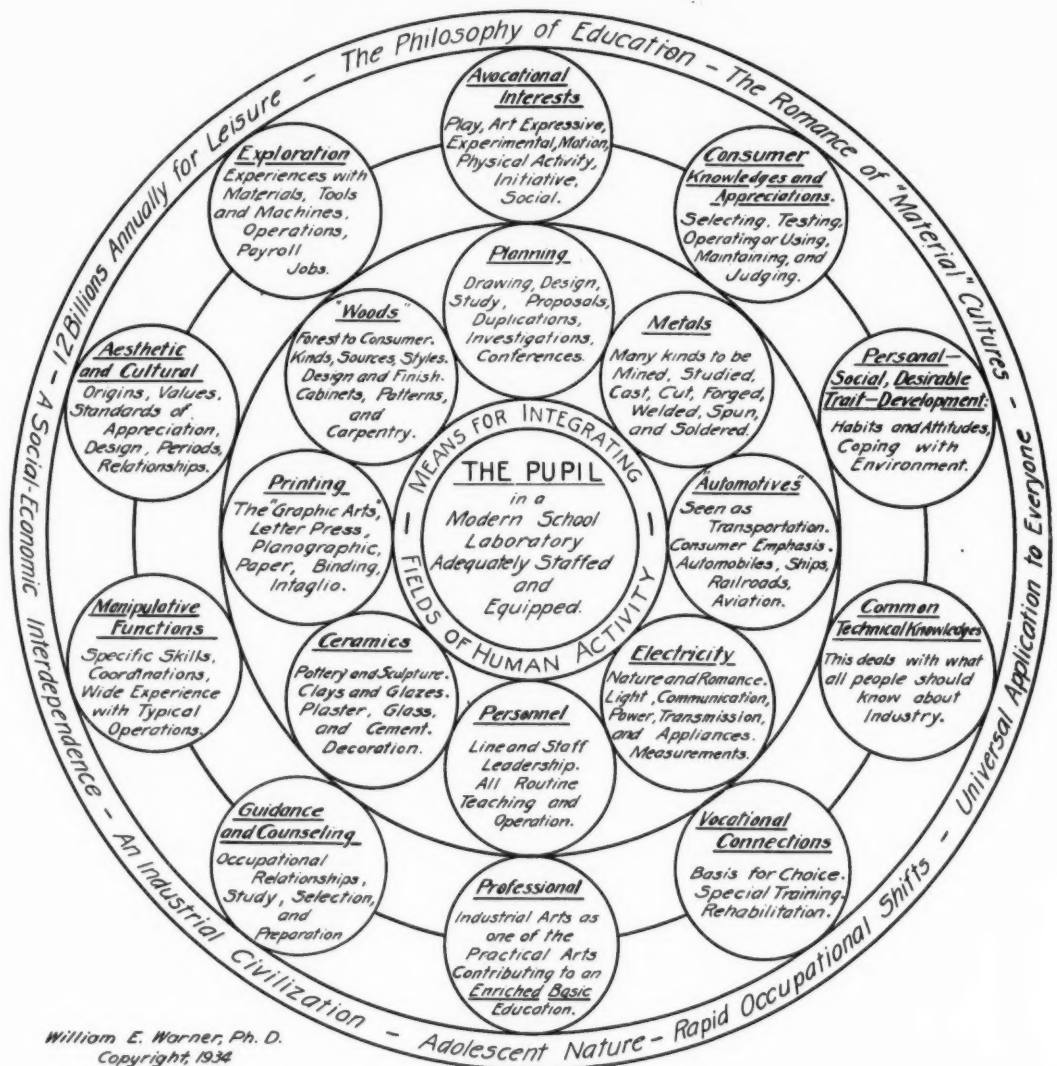 The Philosophy of Education – The Romance of "Material" Cultures – Universal Application to Everyone – Rapid Occupational Shifts – Adolescent Nature – An Industrial Civilization – A Social-Economic Interdependence – 12 Billions Annually for Leisure –
Avocational
Interests
Play, Art Expressive,
Experimental, Motion,
Physical Activity,
Initiative,
Social.
Consumer
Knowledges and
Appreciations.
Selecting. Testing.
Operating or Using,
Maintaining, and
Judging.
Personal-
Social, Desirable
Trait-Development:
Habits and Attitudes,
Coping with
Environment.
Common
Technical Knowledges
This deals with what
all people should
know about
Industry.
Vocational
Connections
Basis for Choice.
Special Training.
Rehabilitation.
Professional
Industrial Arts as
one of the
Practical Arts
Contributing to an
Enriched Basic
Education.
Guidance
and Counseling
Occupational
Relationships,
Study, Selection,
and
Preparation
Manipulative
Functions
Specific Skills,
Coordinations,
Wide Experience
with Typical
Operations.
Aesthetic
and Cultural
Origins, Values,
Standards of
Appreciation,
Design, Periods,
Relationships.
Exploration
Experiences with
Materials, Tools
and Machines,
Operations,
Payroll
Jobs.
Planning
Drawing, Design,
Study, Proposals,
Duplications,
Investigations,
Conferences.
Metals
Many kinds to be
Mined, Studied,
Cast, Cut, Forged,
Welded, Spun,
and Soldered.
"Automotives"
Seen as
Transportation.
Consumer Emphasis.
Automobiles, Ships,
Railroads,
Aviation.
Electricity
Nature and Romance.
Light, Communication,
Power, Transmission,
and Appliances.
Measurements.
Personnel
Line and Staff
Leadership.
All Routine
Teaching and
Operation.
Ceramics
Pottery and Sculpture.
Clays and Glazes.
Plaster, Glass,
and Cement.
Decoration.
Printing
The "Graphic Arts",
Letter Press,
Planographic,
Paper, Binding,
Intaglio.
"Woods"
Forest to Consumer.
Kinds, Sources, Styles.
Design and Finish.
Cabinets, Patterns,
and
Carpentry.
MEANS FOR INTEGRATING
– FIELDS OF HUMAN ACTIVITY –
THE PUPIL
in a
Modern School
Laboratory
Adequately Staffed
and
Equipped.
William E. Warner, Ph. D.
Copyright, 1934